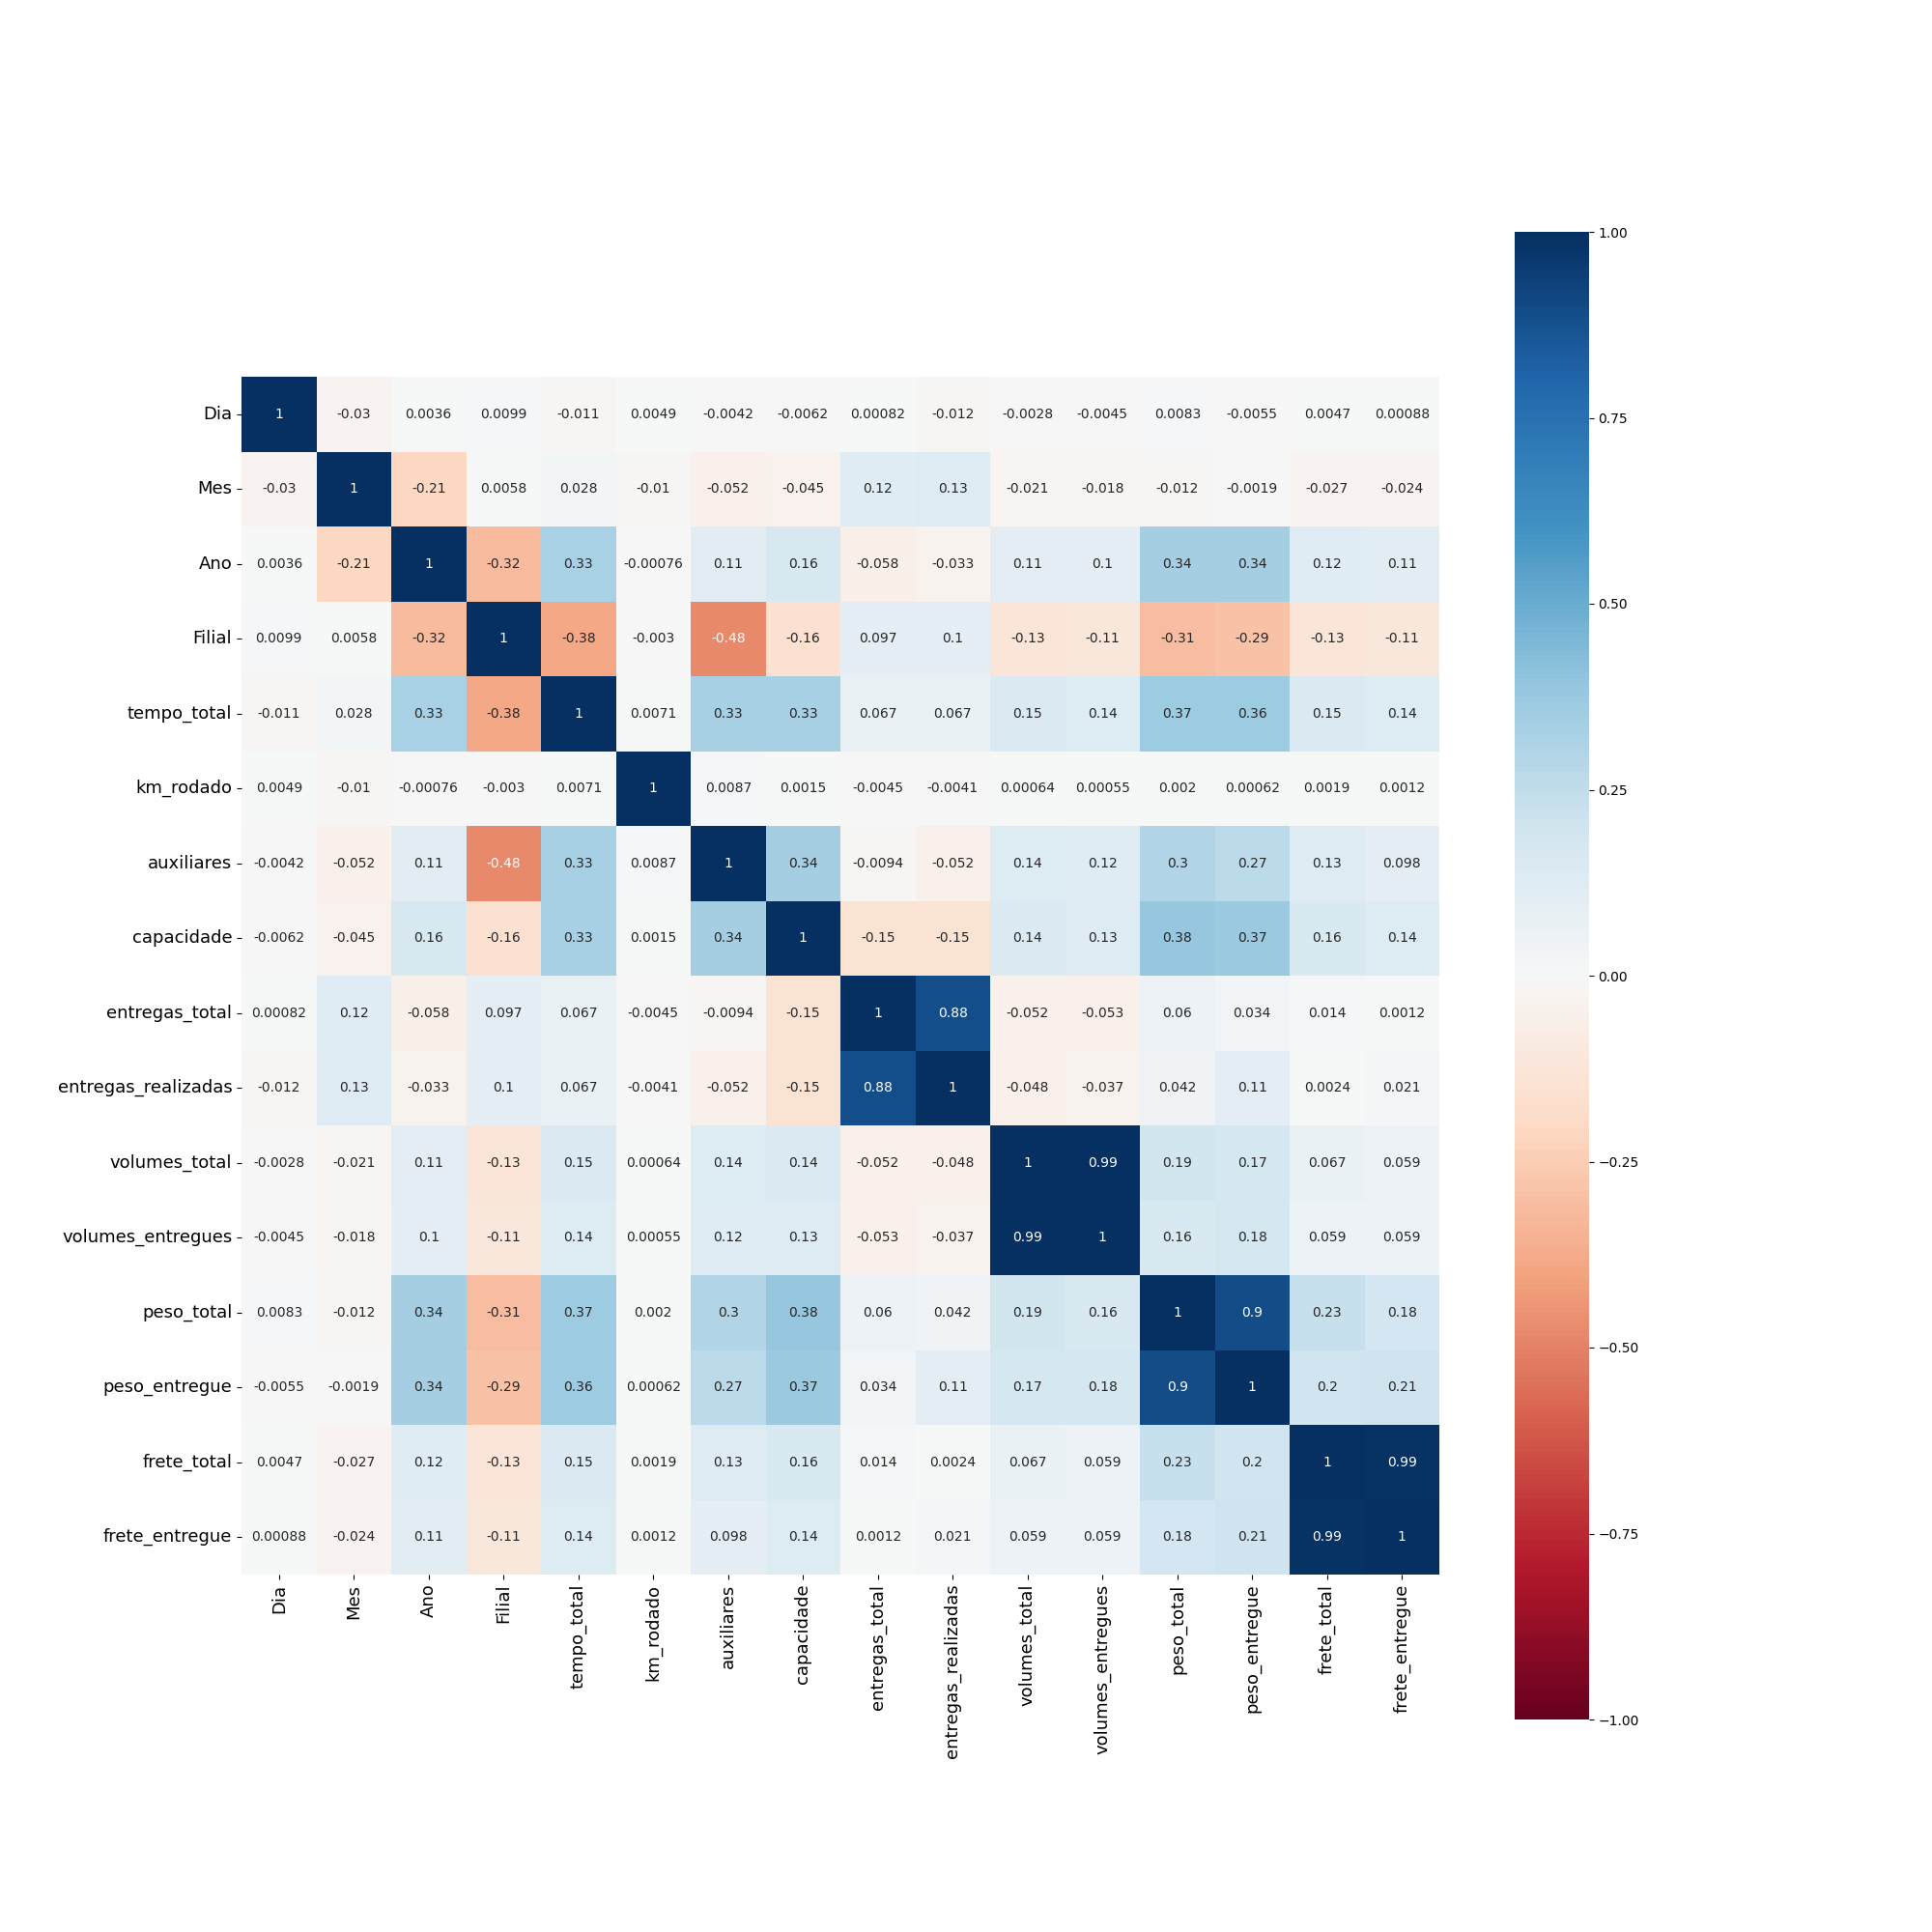 Dia 1 -0.03 0.0036 0.0099 -0.011 0.0049 -0.0042 -0.0062 0.00082 -0.012 -0.0028 -0.0045 0.0083 -0.0055 0.0047 0.00088
Mes -0.03 1 -0.21 0.0058 0.028 -0.01 -0.052 -0.045 0.12 0.13 -0.021 -0.018 -0.012 -0.0019 -0.027 -0.024
Ano 0.0036 -0.21 1 -0.32 0.33 -0.00076 0.11 0.16 -0.058 -0.033 0.11 0.1 0.34 0.34 0.12 0.11
Filial 0.0099 0.0058 -0.32 1 -0.38 -0.003 -0.48 -0.16 0.097 0.1 -0.13 -0.11 -0.31 -0.29 -0.13 -0.11
tempo_total -0.011 0.028 0.33 -0.38 1 0.0071 0.33 0.33 0.067 0.067 0.15 0.14 0.37 0.36 0.15 0.14
km_rodado 0.0049 -0.01 -0.00076 -0.003 0.0071 1 0.0087 0.0015 -0.0045 -0.0041 0.00064 0.00055 0.002 0.00062 0.0019 0.0012
auxiliares -0.0042 -0.052 0.11 -0.48 0.33 0.0087 1 0.34 -0.0094 -0.052 0.14 0.12 0.3 0.27 0.13 0.098
capacidade -0.0062 -0.045 0.16 -0.16 0.33 0.0015 0.34 1 -0.15 -0.15 0.14 0.13 0.38 0.37 0.16 0.14
entregas_total 0.00082 0.12 -0.058 0.097 0.067 -0.0045 -0.0094 -0.15 1 0.88 -0.052 -0.053 0.06 0.034 0.014 0.0012
entregas_realizadas -0.012 0.13 -0.033 0.1 0.067 -0.0041 -0.052 -0.15 0.88 1 -0.048 -0.037 0.042 0.11 0.0024 0.021
volumes_total -0.0028 -0.021 0.11 -0.13 0.15 0.00064 0.14 0.14 -0.052 -0.048 1 0.99 0.19 0.17 0.067 0.059
volumes_entregues -0.0045 -0.018 0.1 -0.11 0.14 0.00055 0.12 0.13 -0.053 -0.037 0.99 1 0.16 0.18 0.059 0.059
peso_total 0.0083 -0.012 0.34 -0.31 0.37 0.002 0.3 0.38 0.06 0.042 0.19 0.16 1 0.9 0.23 0.18
peso_entregue -0.0055 -0.0019 0.34 -0.29 0.36 0.00062 0.27 0.37 0.034 0.11 0.17 0.18 0.9 1 0.2 0.21
frete_total 0.0047 -0.027 0.12 -0.13 0.15 0.0019 0.13 0.16 0.014 0.0024 0.067 0.059 0.23 0.2 1 0.99
frete_entregue 0.00088 -0.024 0.11 -0.11 0.14 0.0012 0.098 0.14 0.0012 0.021 0.059 0.059 0.18 0.21 0.99 1
Dia
Mes
Ano
Filial
tempo_total
km_rodado
auxiliares
capacidade
entregas_total
entregas_realizadas
volumes_total
volumes_entregues
peso_total
peso_entregue
frete_total
frete_entregue
1.00
0.75
0.50
0.25
0.00
−0.25
−0.50
−0.75
−1.00